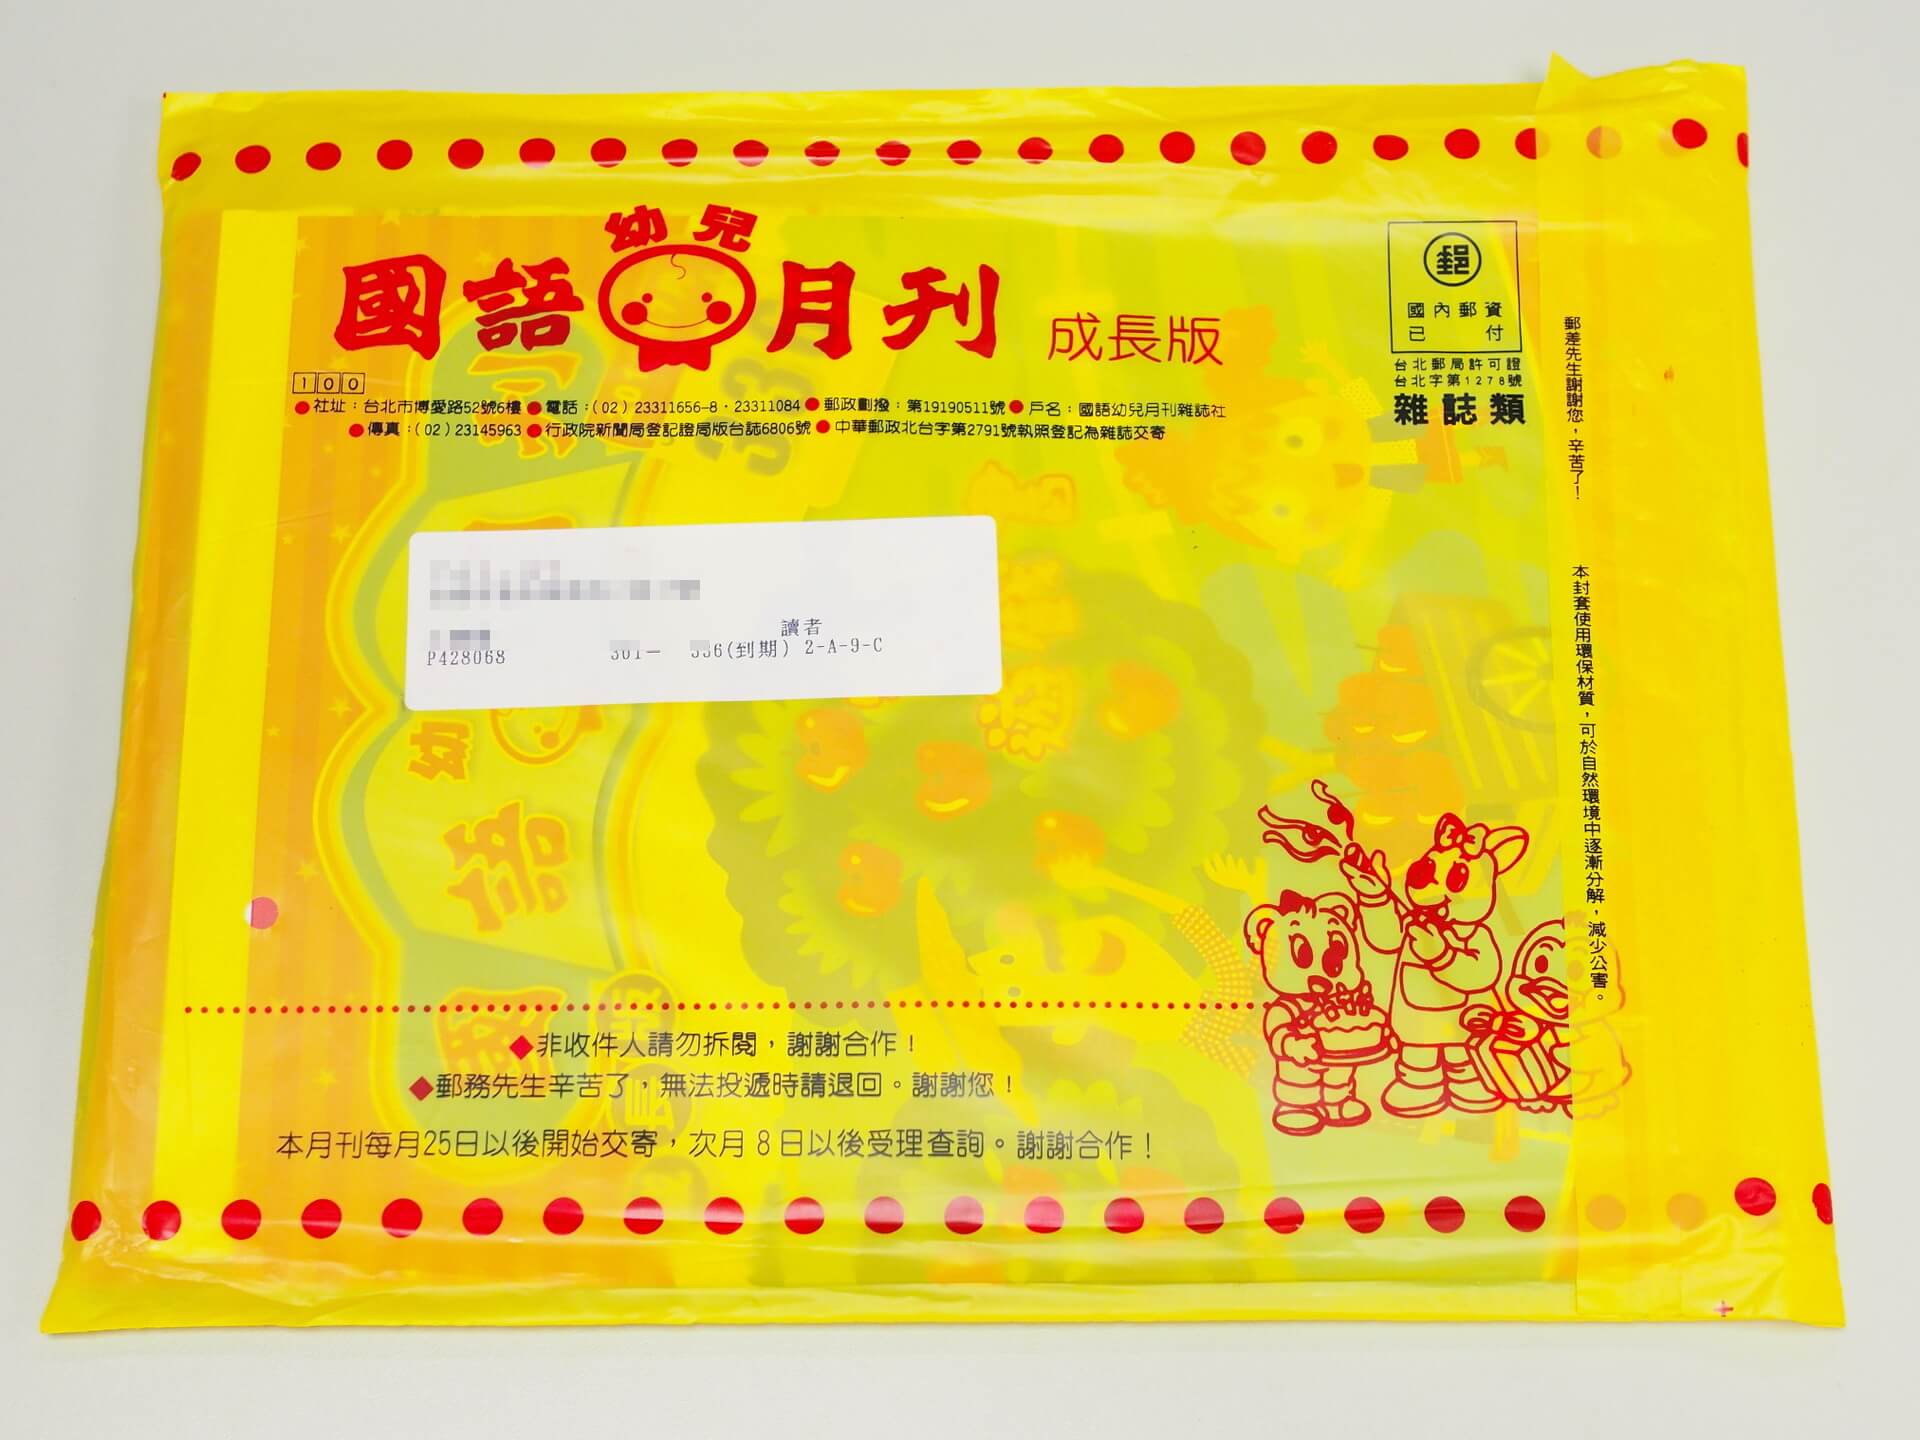 幼兒
國語月刊 成長版
郵
國內郵資
已付
台北郵局許可證
台北字第1278號
雜誌類
100
●社址：台北市博愛路52號6樓●電話：(02) 23311656-8・23311084●郵政劃撥：第19190511號●戶名：國語幼兒月刊雜誌社
●傳真：(02) 23145963●行政院新聞局登記證局版台誌6806號●中華郵政北台字第2791號執照登記為雜誌交寄
讀者
P428068 301- 336(到期) 2-A-9-C
郵差先生謝謝您，辛苦了！
本封套使用環保材質，可於自然環境中逐漸分解，減少公害。
◆非收件人請勿拆閱，謝謝合作！
◆郵務先生辛苦了，無法投遞時請退回。謝謝您！
本月刊每月25日以後開始交寄，次月8日以後受理查詢。謝謝合作！